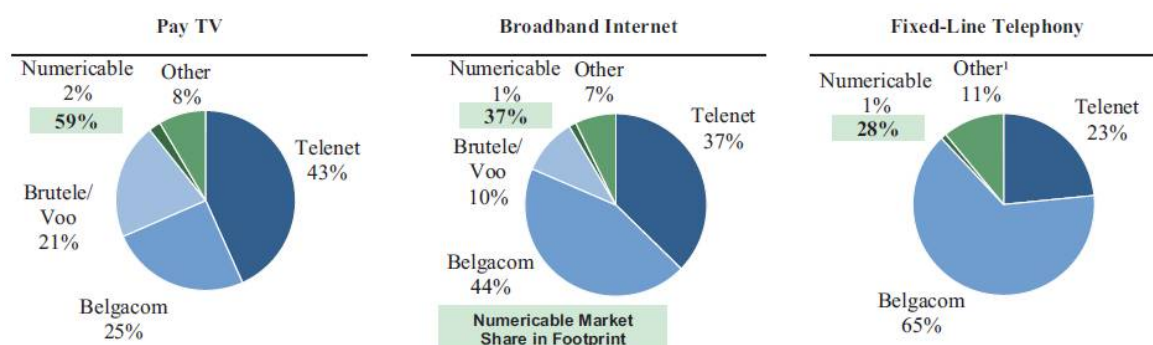 Pay TV
Numericable
2%
59%
Other
8%
Telenet
43%
Brutele/
Voo
21%
Belgacom
25%
Broadband Internet
Numericable
1%
37%
Other
7%
Telenet
37%
Brutele/
Voo
10%
Belgacom
44%
Numericable Market
Share in Footprint
Fixed-Line Telephony
Numericable
1%
28%
Other¹
11%
Telenet
23%
Belgacom
65%